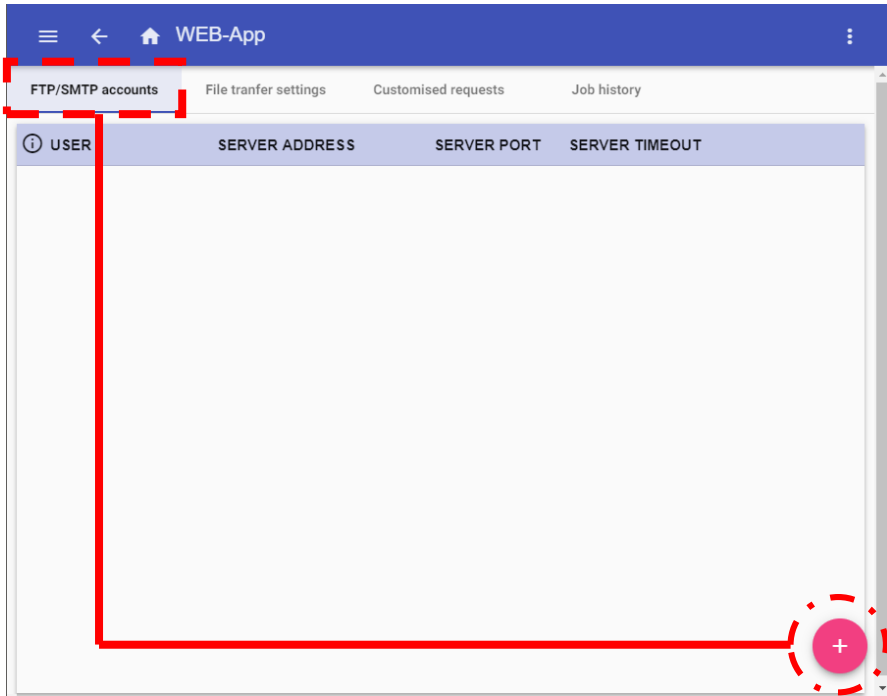 WEB-App
FTP/SMTP accounts File tranfer settings Customised requests Job history
USER SERVER ADDRESS SERVER PORT SERVER TIMEOUT
+